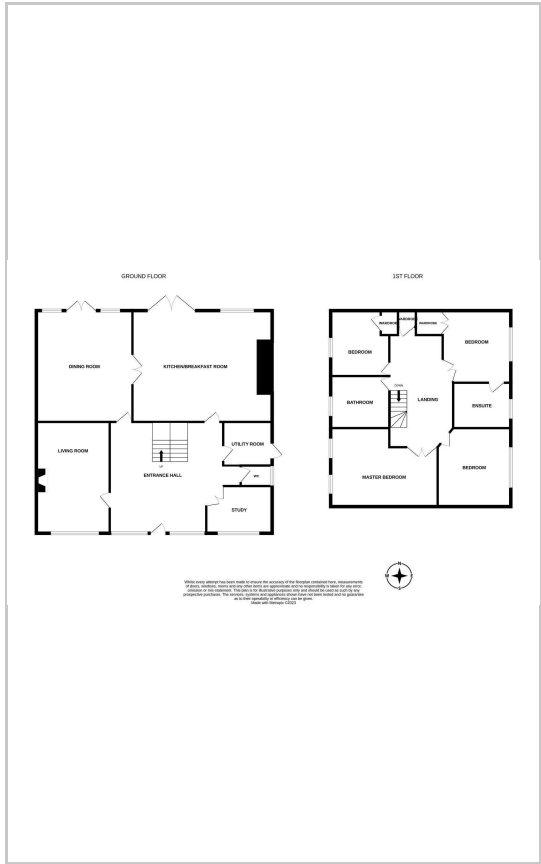 GROUND FLOOR
1ST FLOOR
DINING ROOM
KITCHEN/BREAKFAST ROOM
LIVING ROOM
UP
ENTRANCE HALL
UTILITY ROOM
WC
STUDY
WARDROBE
WARDROBE
WARDROBE
BEDROOM
BEDROOM
DOWN
BATHROOM
LANDING
ENSUITE
MASTER BEDROOM
BEDROOM
N
W
E
S
Whilst every attempt has been made to ensure the accuracy of the floorplan contained here, measurements
of doors, windows, rooms and any other items are approximate and no responsibility is taken for any error,
omission or mis-statement. This plan is for illustrative purposes only and should be used as such by any
prospective purchaser. The services, systems and appliances shown have not been tested and no guarantee
as to their operability or efficiency can be given.
Made with Metropix ©2023